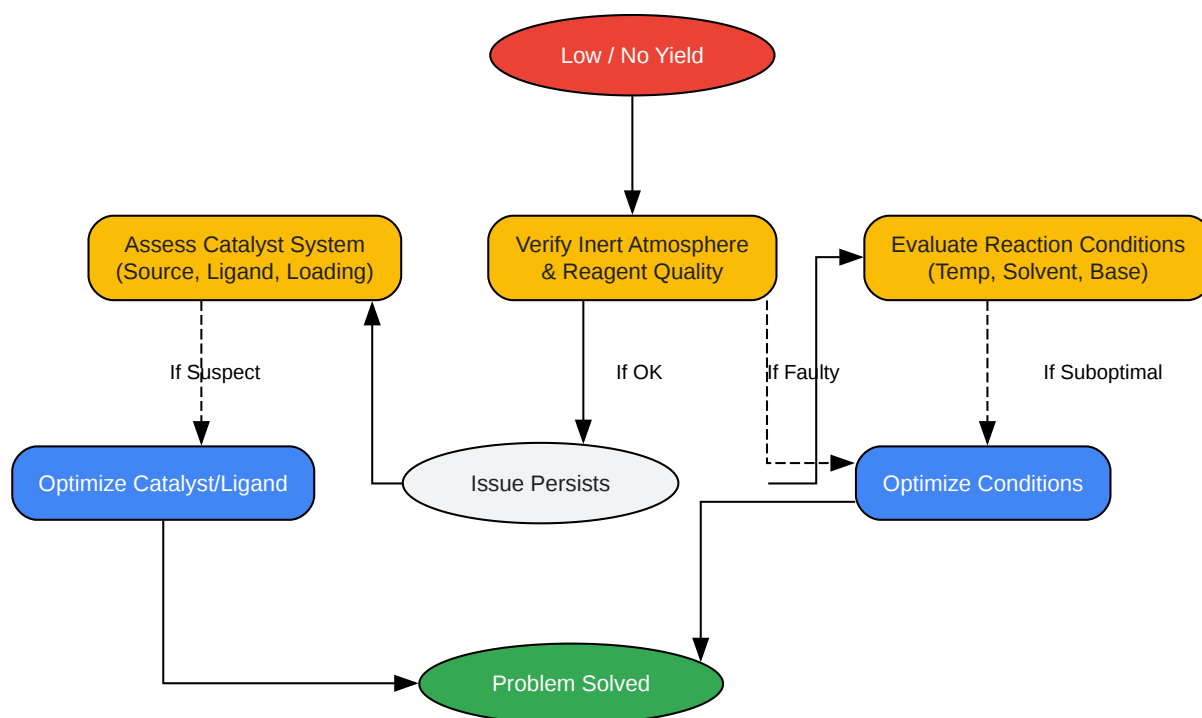 Low / No Yield
Assess Catalyst System
(Source, Ligand, Loading)
Verify Inert Atmosphere
& Reagent Quality
Evaluate Reaction Conditions
(Temp, Solvent, Base)
If Suspect
If OK
If Faulty
If Suboptimal
Optimize Catalyst/Ligand
Issue Persists
Optimize Conditions
Problem Solved